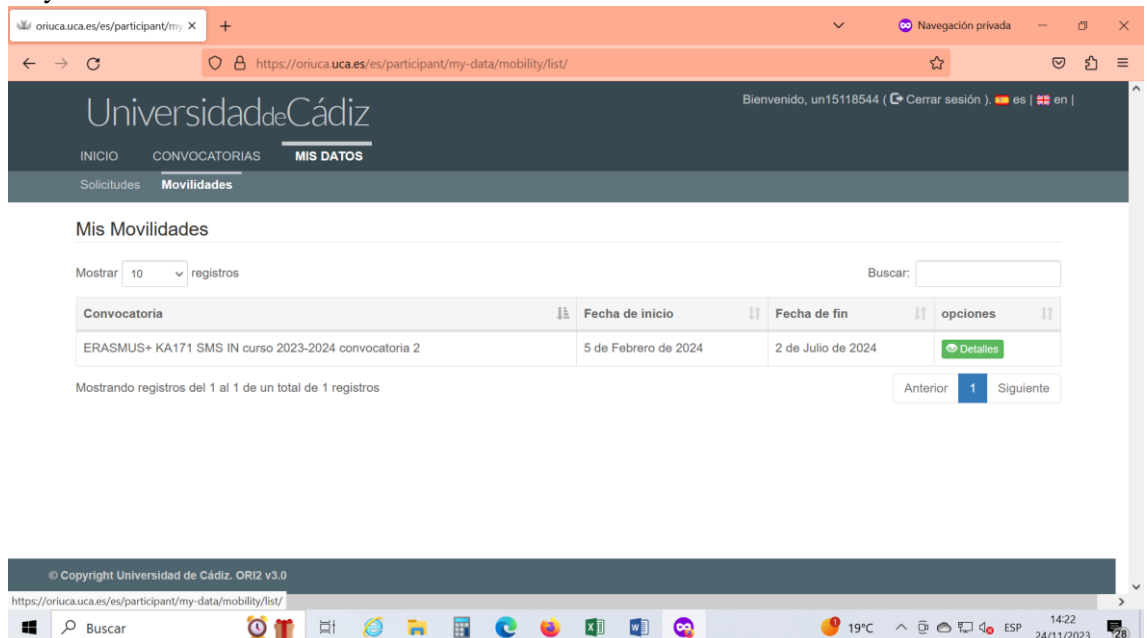 oriuca.uca.es/es/participant/my
Navegación privada
https://oriuca.uca.es/es/participant/my-data/mobility/list/
UniversidaddeCádiz
Bienvenido, un15118544 ( Cerrar sesión ). es | en |
INICIO CONVOCATORIAS MIS DATOS
Solicitudes Movilidades
Mis Movilidades
Mostrar 10 registros Buscar:
Convocatoria Fecha de inicio Fecha de fin opciones
ERASMUS+ KA171 SMS IN curso 2023-2024 convocatoria 2 5 de Febrero de 2024 2 de Julio de 2024 Detalles
Mostrando registros del 1 al 1 de un total de 1 registros Anterior 1 Siguiente
© Copyright Universidad de Cádiz. ORI2 v3.0
https://oriuca.uca.es/es/participant/my-data/mobility/list/
Buscar 19°C ESP 14:22
24/11/2023 28